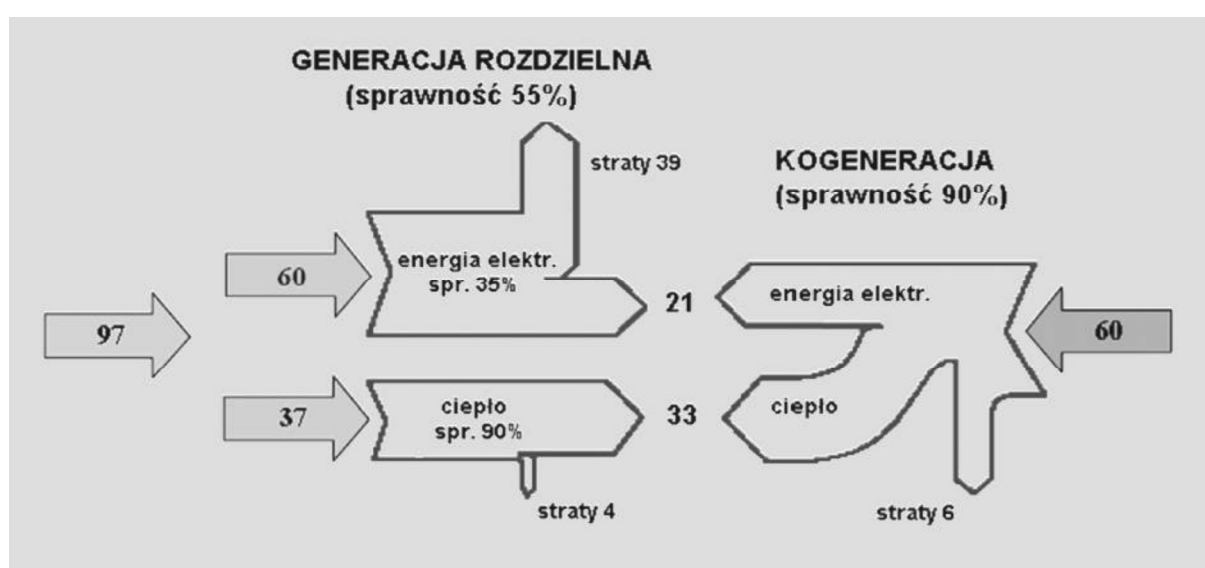 GENERACJA ROZDZIELNA
(sprawność 55%)
straty 39
60
energia elektr.
spr. 35%
97
37
ciepło
spr. 90%
straty 4
21
33
KOGENERACJA
(sprawność 90%)
energia elektr.
60
ciepło
straty 6